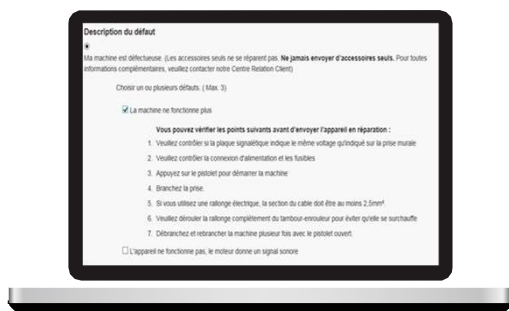 Description du défaut
Ma machine est défectueuse. (Les accessoires seuls ne se réparent pas. Ne jamais envoyer d'accessoires seuls. Pour toutes
informations complémentaires, veuillez contacter notre Centre Relation Client)
Choisir un ou plusieurs défauts. ( Max. 3)
La machine ne fonctionne plus
Vous pouvez vérifier les points suivants avant d'envoyer l'appareil en réparation :
1. Veuillez contrôler si la plaque signalétique indique le même voltage qu'indiqué sur la prise murale
2. Veuillez contrôler la connexion d'alimentation et les fusibles
3. Appuyez sur le pistolet pour démarrer la machine
4. Branchez la prise.
5. Si vous utilisez une rallonge électrique, la section du cable doit être au moins 2,5mm².
6. Veuillez dérouler la rallonge complètement du tambour-enrouleur pour éviter qu'elle se surchauffe
7. Débranchez et rebrancher la machine plusieur fois avec le pistolet ouvert.
L'appareil ne fonctionne pas, le moteur donne un signal sonore